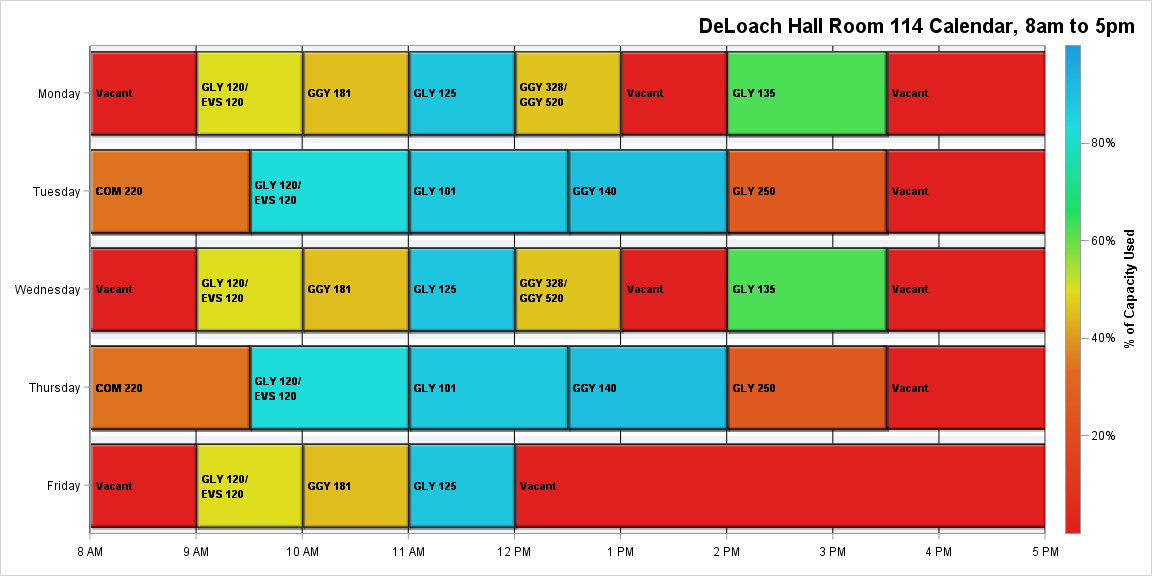 DeLoach Hall Room 114 Calendar, 8am to 5pm
Monday
Vacant
GLY 120/
EVS 120
GGY 181
GLY 125
GGY 328/
GGY 520
Vacant
GLY 135
Vacant
Tuesday
COM 220
GLY 120/
EVS 120
GLY 101
GGY 140
GLY 250
Vacant
Wednesday
Vacant
GLY 120/
EVS 120
GGY 181
GLY 125
GGY 328/
GGY 520
Vacant
GLY 135
Vacant
Thursday
COM 220
GLY 120/
EVS 120
GLY 101
GGY 140
GLY 250
Vacant
Friday
Vacant
GLY 120/
EVS 120
GGY 181
GLY 125
Vacant
8 AM
9 AM
10 AM
11 AM
12 PM
1 PM
2 PM
3 PM
4 PM
5 PM
80%
60%
40%
20%
% of Capacity Used